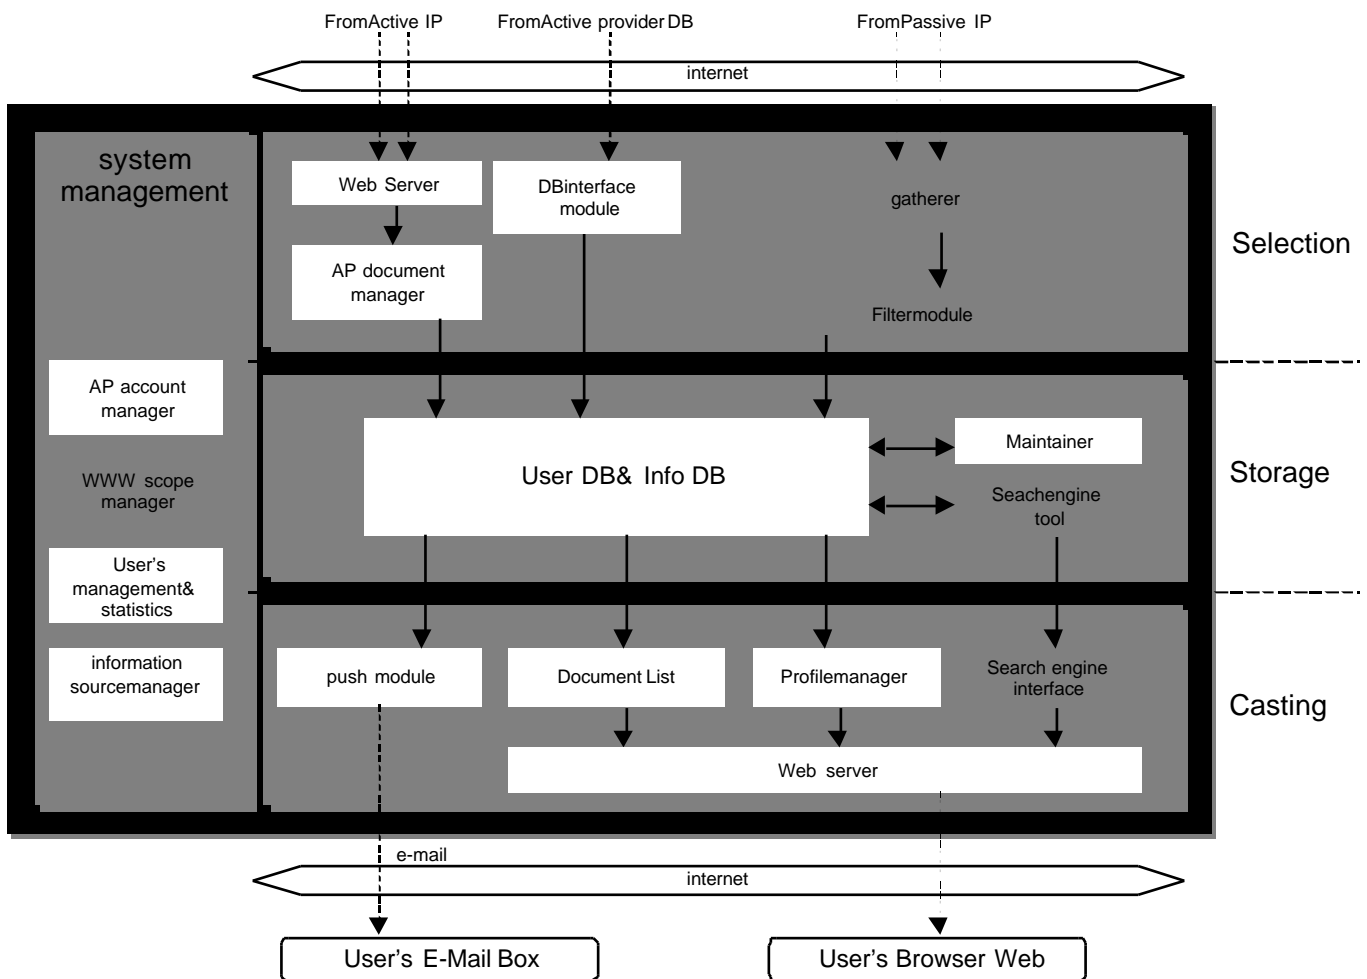 FromActive IP
FromActive provider DB
FromPassive IP
internet
system
management
Web Server
DBinterface
module
gatherer
AP document
manager
Filtermodule
Selection
AP account
manager
WWW scope
manager
User's
management&
statistics
information
sourcemanager
User DB& Info DB
Maintainer
Seachengine
tool
Storage
push module
Document List
Profilemanager
Search engine
interface
Web server
Casting
e-mail
internet
User's E-Mail Box
User's Browser Web